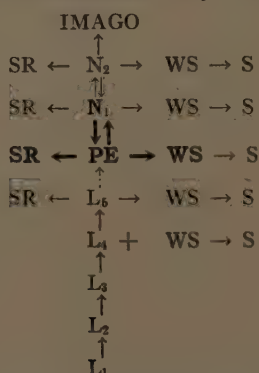 IMAGO
↑
SR ← N₂ → WS → S
↑↓
SR ← N₁ → WS → S
↓↑
SR ← PE → WS → S
↑
SR ← L₅ → WS → S
↑
L₄ + WS → S
↑
L₃
↑
L₂
↑
L₁